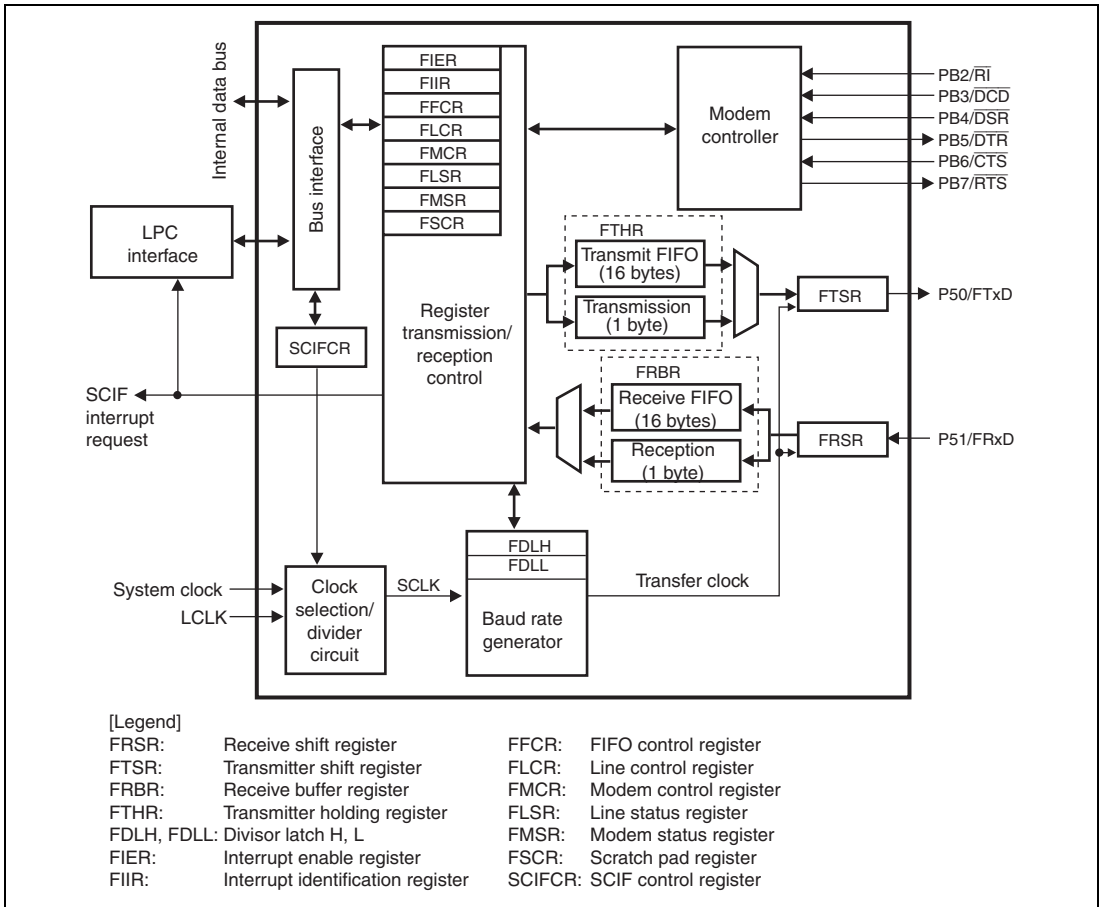 Internal data bus
Bus interface
FIER
FIIR
FFCR
FLCR
FMCR
FLSR
FMSR
FSCR
Register
transmission/
reception
control
Modem
controller
PB2/R̅I̅
PB3/D̅C̅D̅
PB4/D̅S̅R̅
PB5/D̅T̅R̅
PB6/C̅T̅S̅
PB7/R̅T̅S̅
LPC
interface
SCIFCR
SCIF
interrupt
request
FTHR
Transmit FIFO
(16 bytes)
Transmission
(1 byte)
FTSR
P50/FTxD
FRBR
Receive FIFO
(16 bytes)
Reception
(1 byte)
FRSR
P51/FRxD
System clock
LCLK
Clock
selection/
divider
circuit
SCLK
FDLH
FDLL
Baud rate
generator
Transfer clock
[Legend]
FRSR: Receive shift register
FTSR: Transmitter shift register
FRBR: Receive buffer register
FTHR: Transmitter holding register
FDLH, FDLL: Divisor latch H, L
FIER: Interrupt enable register
FIIR: Interrupt identification register
FFCR: FIFO control register
FLCR: Line control register
FMCR: Modem control register
FLSR: Line status register
FMSR: Modem status register
FSCR: Scratch pad register
SCIFCR: SCIF control register